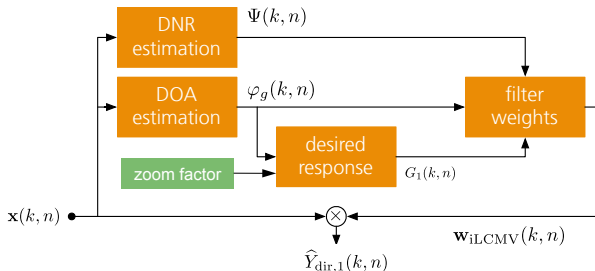 DNR
estimation
Ψ(k, n)
DOA
estimation
φ_g(k, n)
filter
weights
desired
response
zoom factor
G_1(k, n)
x(k, n)
w_iLCMV(k, n)
Ŷ_dir,1(k, n)